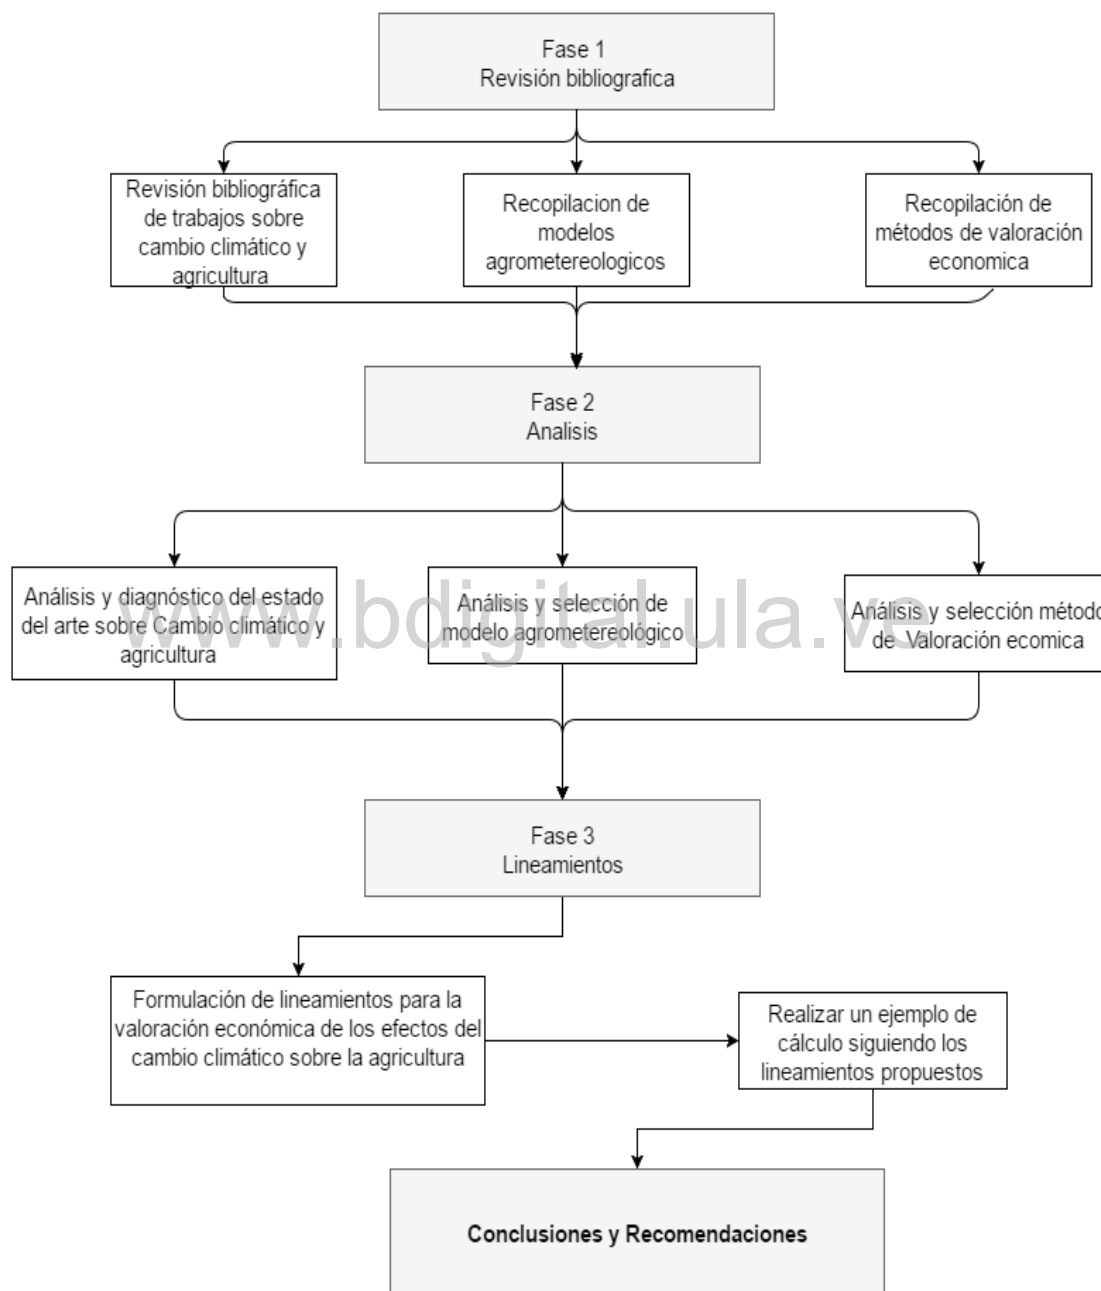 Fase 1
Revisión bibliografica
Revisión bibliográfica
de trabajos sobre
cambio climático y
agricultura
Recopilacion de
modelos
agrometereologicos
Recopilación de
métodos de valoración
economica
Fase 2
Analisis
Análisis y diagnóstico del estado
del arte sobre Cambio climático y
agricultura
Análisis y selección de
modelo agrometereológico
Análisis y selección método
de Valoración ecomica
www.bdigital.ula.ve
Fase 3
Lineamientos
Formulación de lineamientos para la
valoración económica de los efectos del
cambio climático sobre la agricultura
Realizar un ejemplo de
cálculo siguiendo los
lineamientos propuestos
Conclusiones y Recomendaciones